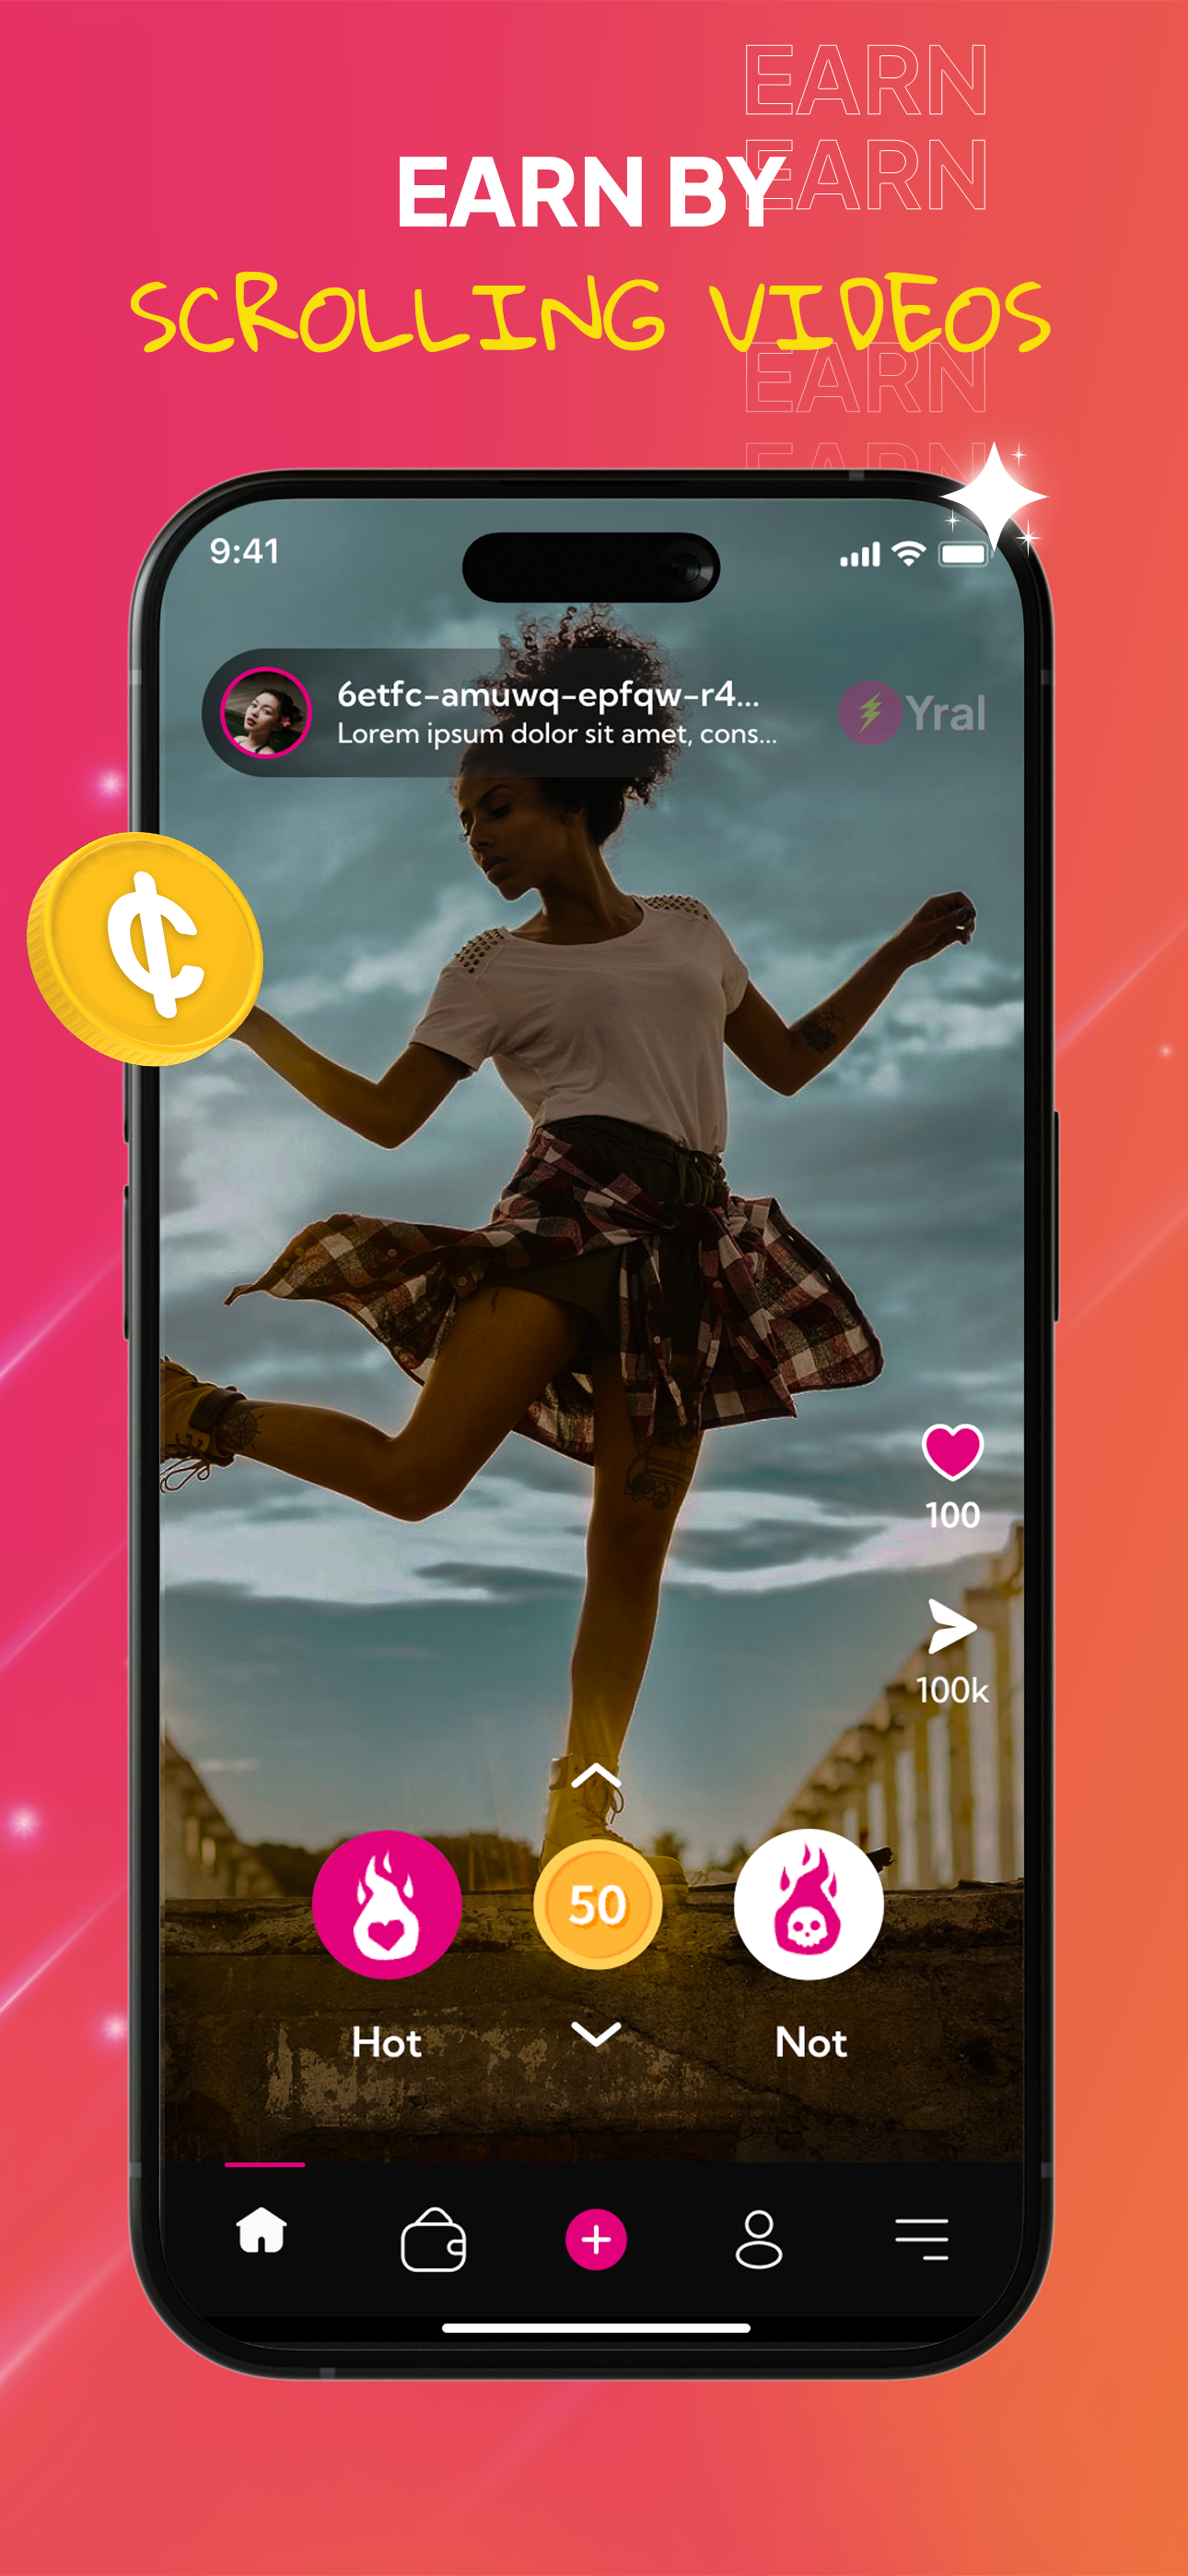 EARN
EARN
EARN BY
SCROLLING VIDEOS
EARN
EARN
9:41
6etfc-amuwq-epfqw-r4...
Lorem ipsum dolor sit amet, cons...
Yral
¢
100
100k
50
Hot
Not